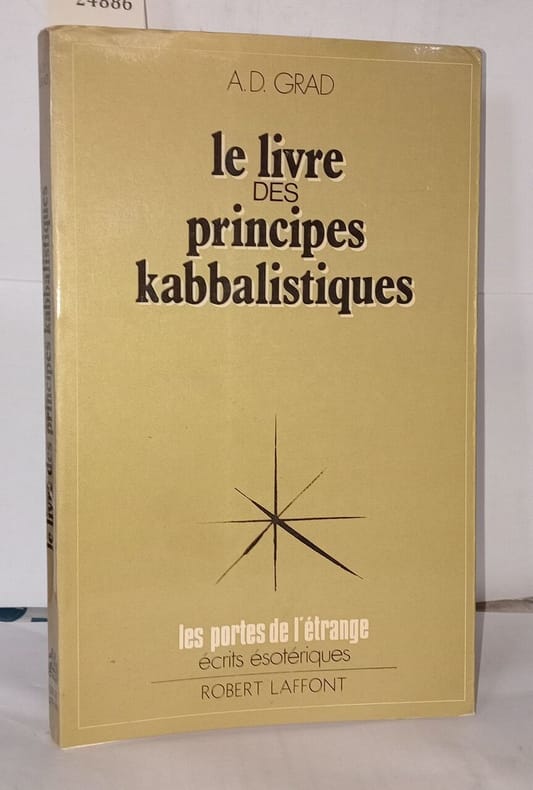 24886
A.D. GRAD
le livre
DES
principes
kabbalistiques
les portes de l'étrange
écrits ésotériques
ROBERT LAFFONT
le livre des principes kabbalistiques